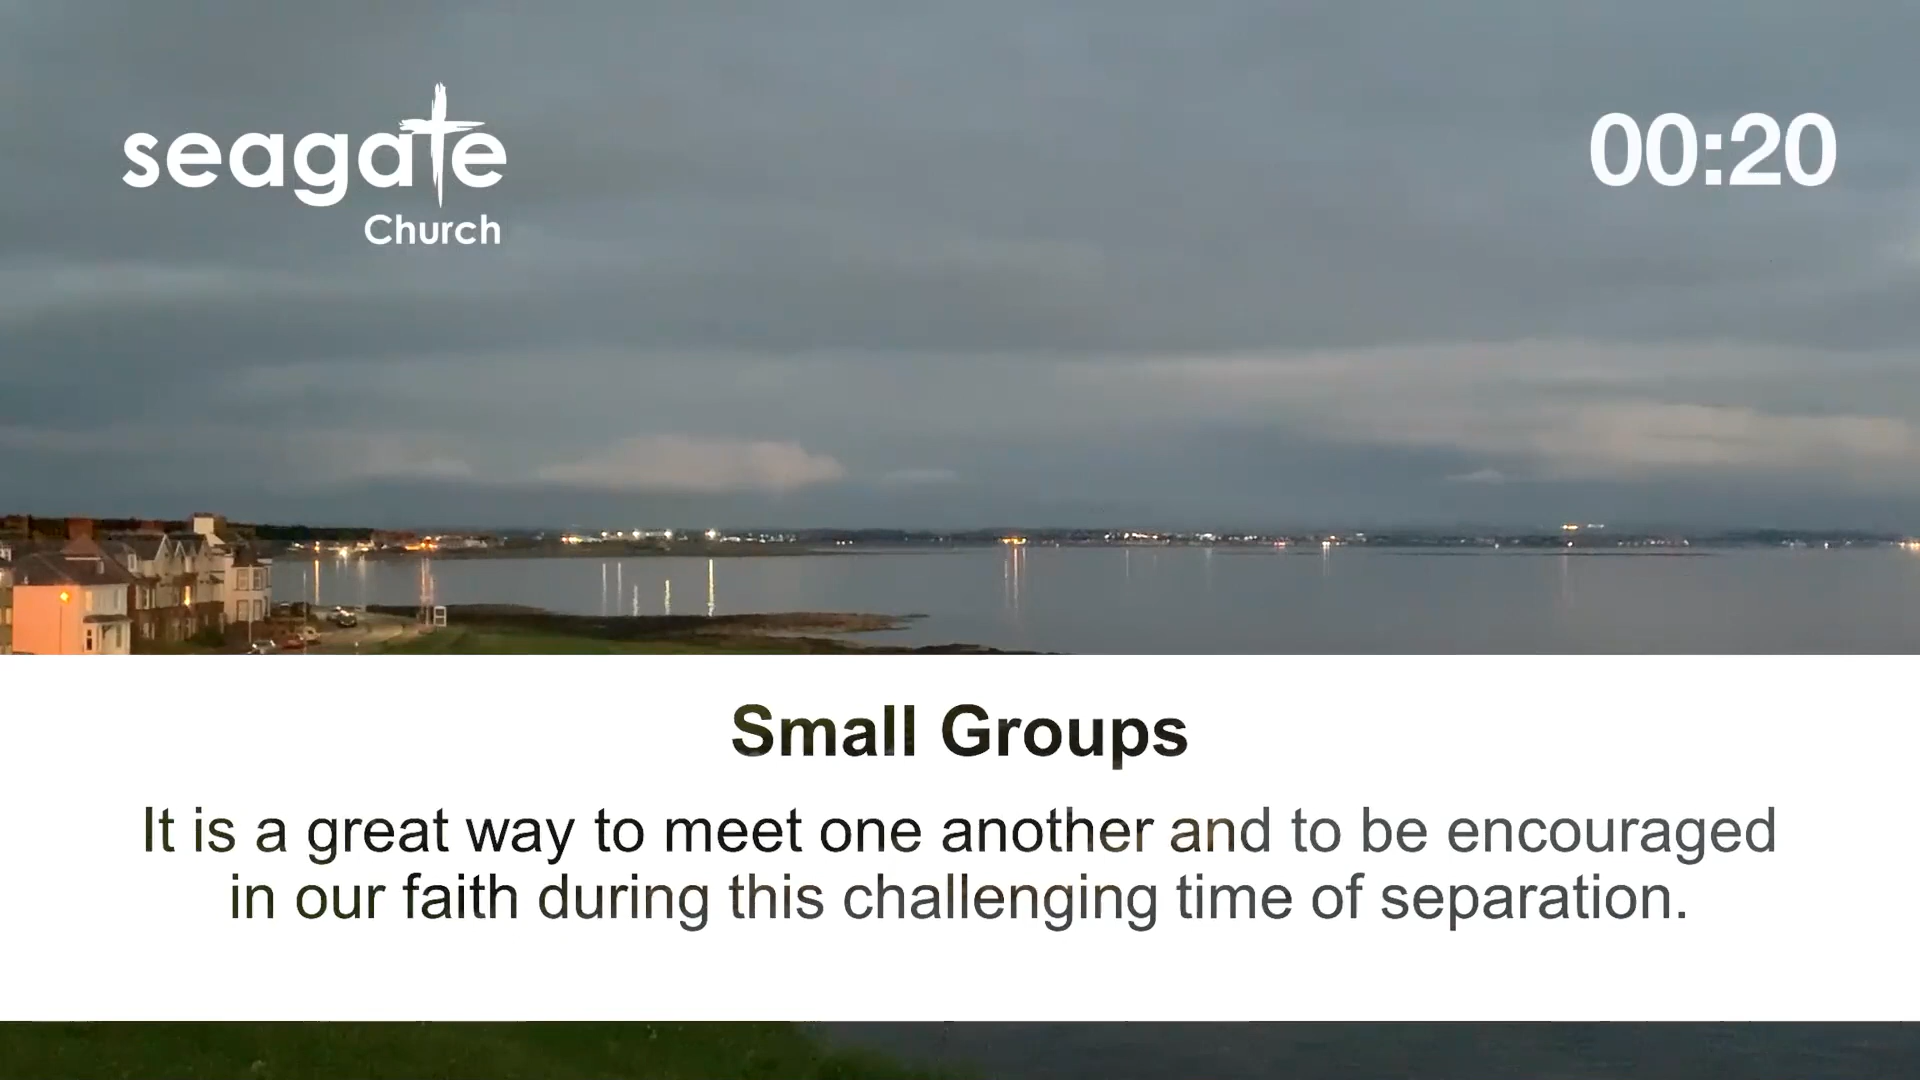 seagate
Church
00:20
Small Groups
It is a great way to meet one another and to be encouraged
in our faith during this challenging time of separation.